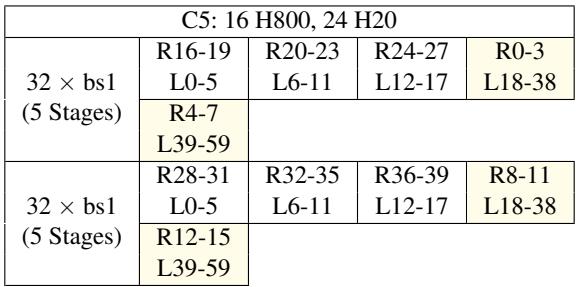 C5: 16 H800, 24 H20
32 × bs1
(5 Stages)
R16-19 R20-23 R24-27 R0-3
L0-5 L6-11 L12-17 L18-38
R4-7
L39-59
32 × bs1
(5 Stages)
R28-31 R32-35 R36-39 R8-11
L0-5 L6-11 L12-17 L18-38
R12-15
L39-59